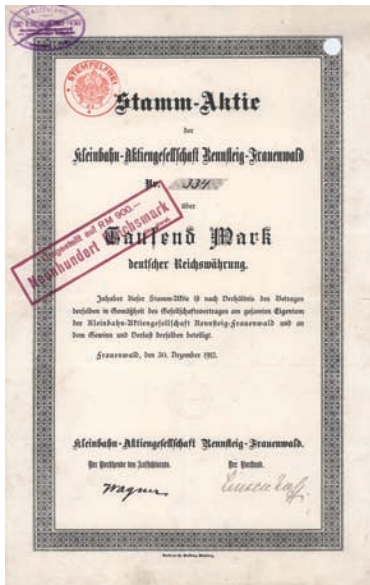 STEMPELFREI
Stamm-Aktie
der
Kleinbahn-Aktiengesellschaft Rennsteig-Frauenwald
No. 334
über
Tausend Mark
deutscher Reichswährung.
Umgestellt auf RM 900.—
Neunhundert Reichsmark
Inhaber dieser Stamm-Aktie ist nach Verhältnis des Betrages
derselben in Gemäßheit des Gesellschaftsvertrages am gesamten Eigentum
der Kleinbahn-Aktiengesellschaft Rennsteig-Frauenwald und an
dem Gewinn und Verlust derselben beteiligt.
Frauenwald, den 30. Dezember 1912.
Kleinbahn-Aktiengesellschaft Rennsteig-Frauenwald.
Der Vorsitzende des Aufsichtsrats. Der Vorstand.
Wagner